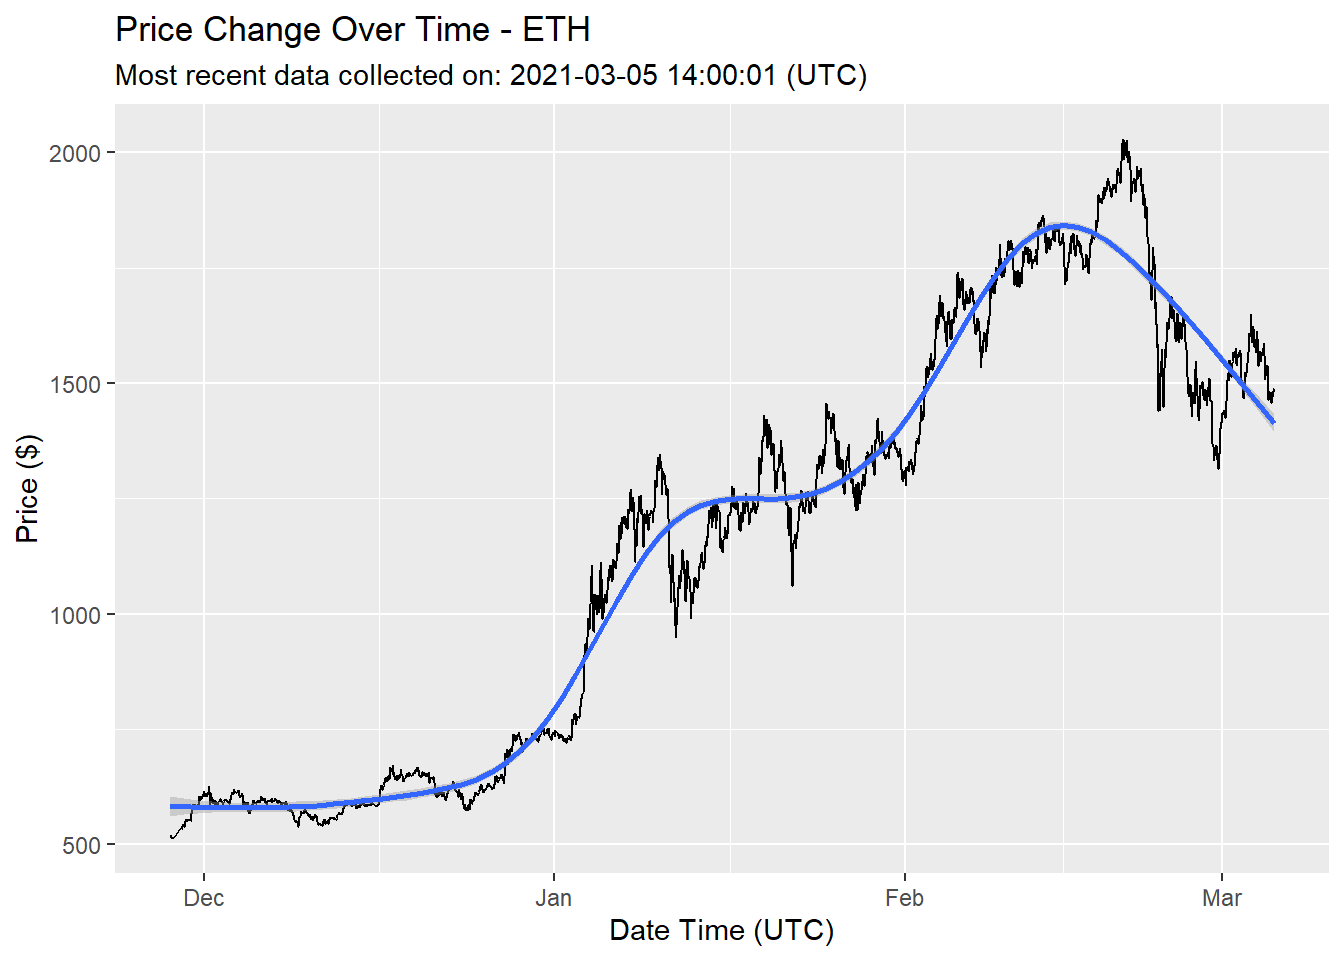 Price Change Over Time - ETH
Most recent data collected on: 2021-03-05 14:00:01 (UTC)
2000
1500
1000
500
Price ($)
Dec Jan Feb Mar
Date Time (UTC)